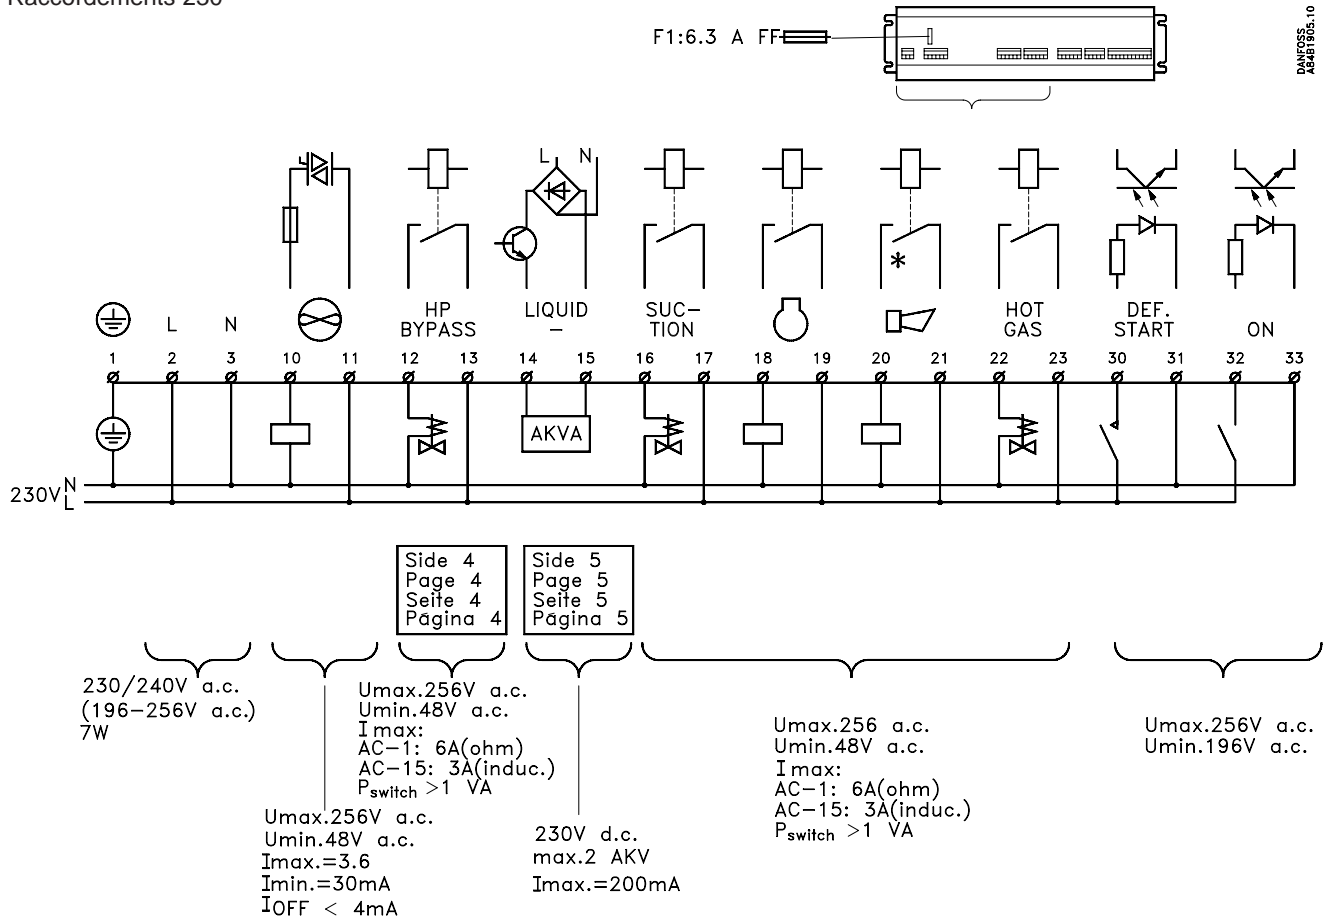 Raccordements 230
F1:6.3 A FF
DANFOSS
A84B1905.10
L N
HP
BYPASS
LIQUID
–
SUC–
TION
HOT
GAS
DEF.
START
ON
L N
*
1 2 3 10 11 12 13 14 15 16 17 18 19 20 21 22 23 30 31 32 33
AKVA
230V N
L
Side 4
Page 4
Seite 4
Página 4
Side 5
Page 5
Seite 5
Página 5
230/240V a.c.
(196–256V a.c.)
7W
Umax.256V a.c.
Umin.48V a.c.
Imax.=3.6
Imin.=30mA
IOFF < 4mA
Umax.256V a.c.
Umin.48V a.c.
Imax:
AC–1: 6A(ohm)
AC–15: 3A(induc.)
Pswitch >1 VA
230V d.c.
max.2 AKV
Imax.=200mA
Umax.256 a.c.
Umin.48V a.c.
Imax:
AC–1: 6A(ohm)
AC–15: 3A(induc.)
Pswitch >1 VA
Umax.256V a.c.
Umin.196V a.c.